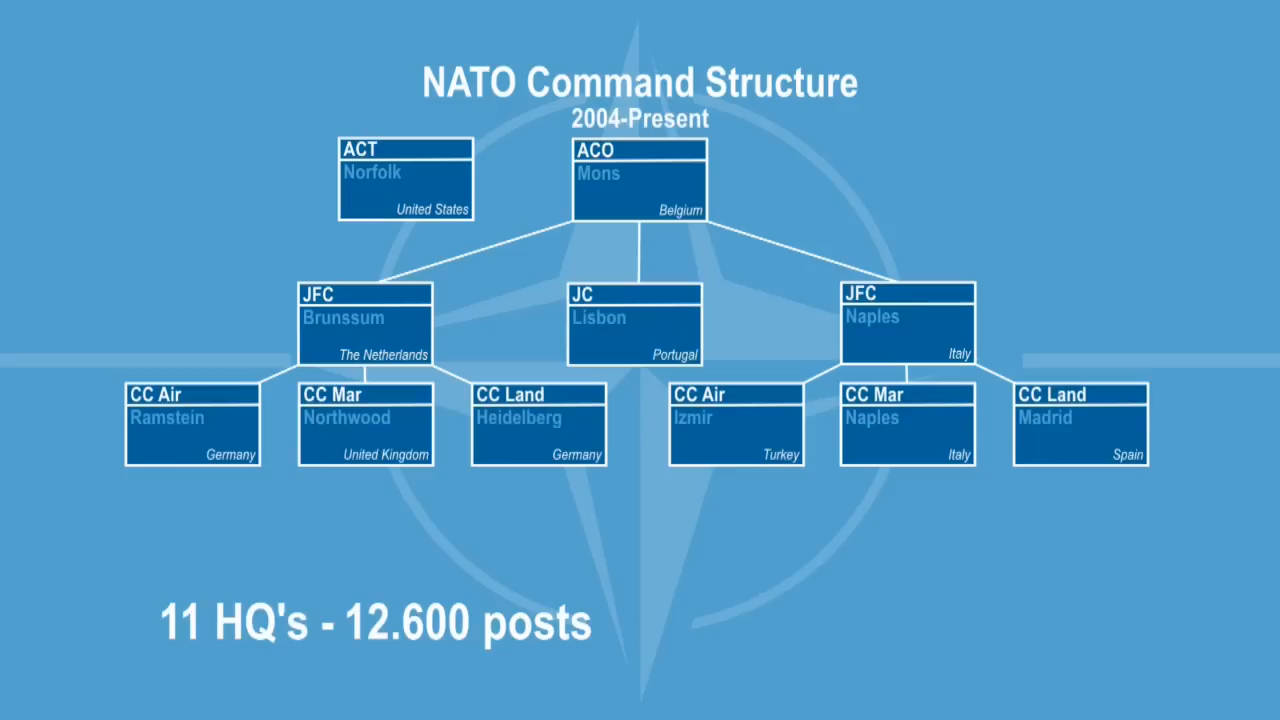 NATO Command Structure
2004-Present
ACT
Norfolk
United States
ACO
Mons
Belgium
JFC
Brunssum
The Netherlands
JC
Lisbon
Portugal
JFC
Naples
Italy
CC Air
Ramstein
Germany
CC Mar
Northwood
United Kingdom
CC Land
Heidelberg
Germany
CC Air
Izmir
Turkey
CC Mar
Naples
Italy
CC Land
Madrid
Spain
11 HQ's - 12.600 posts